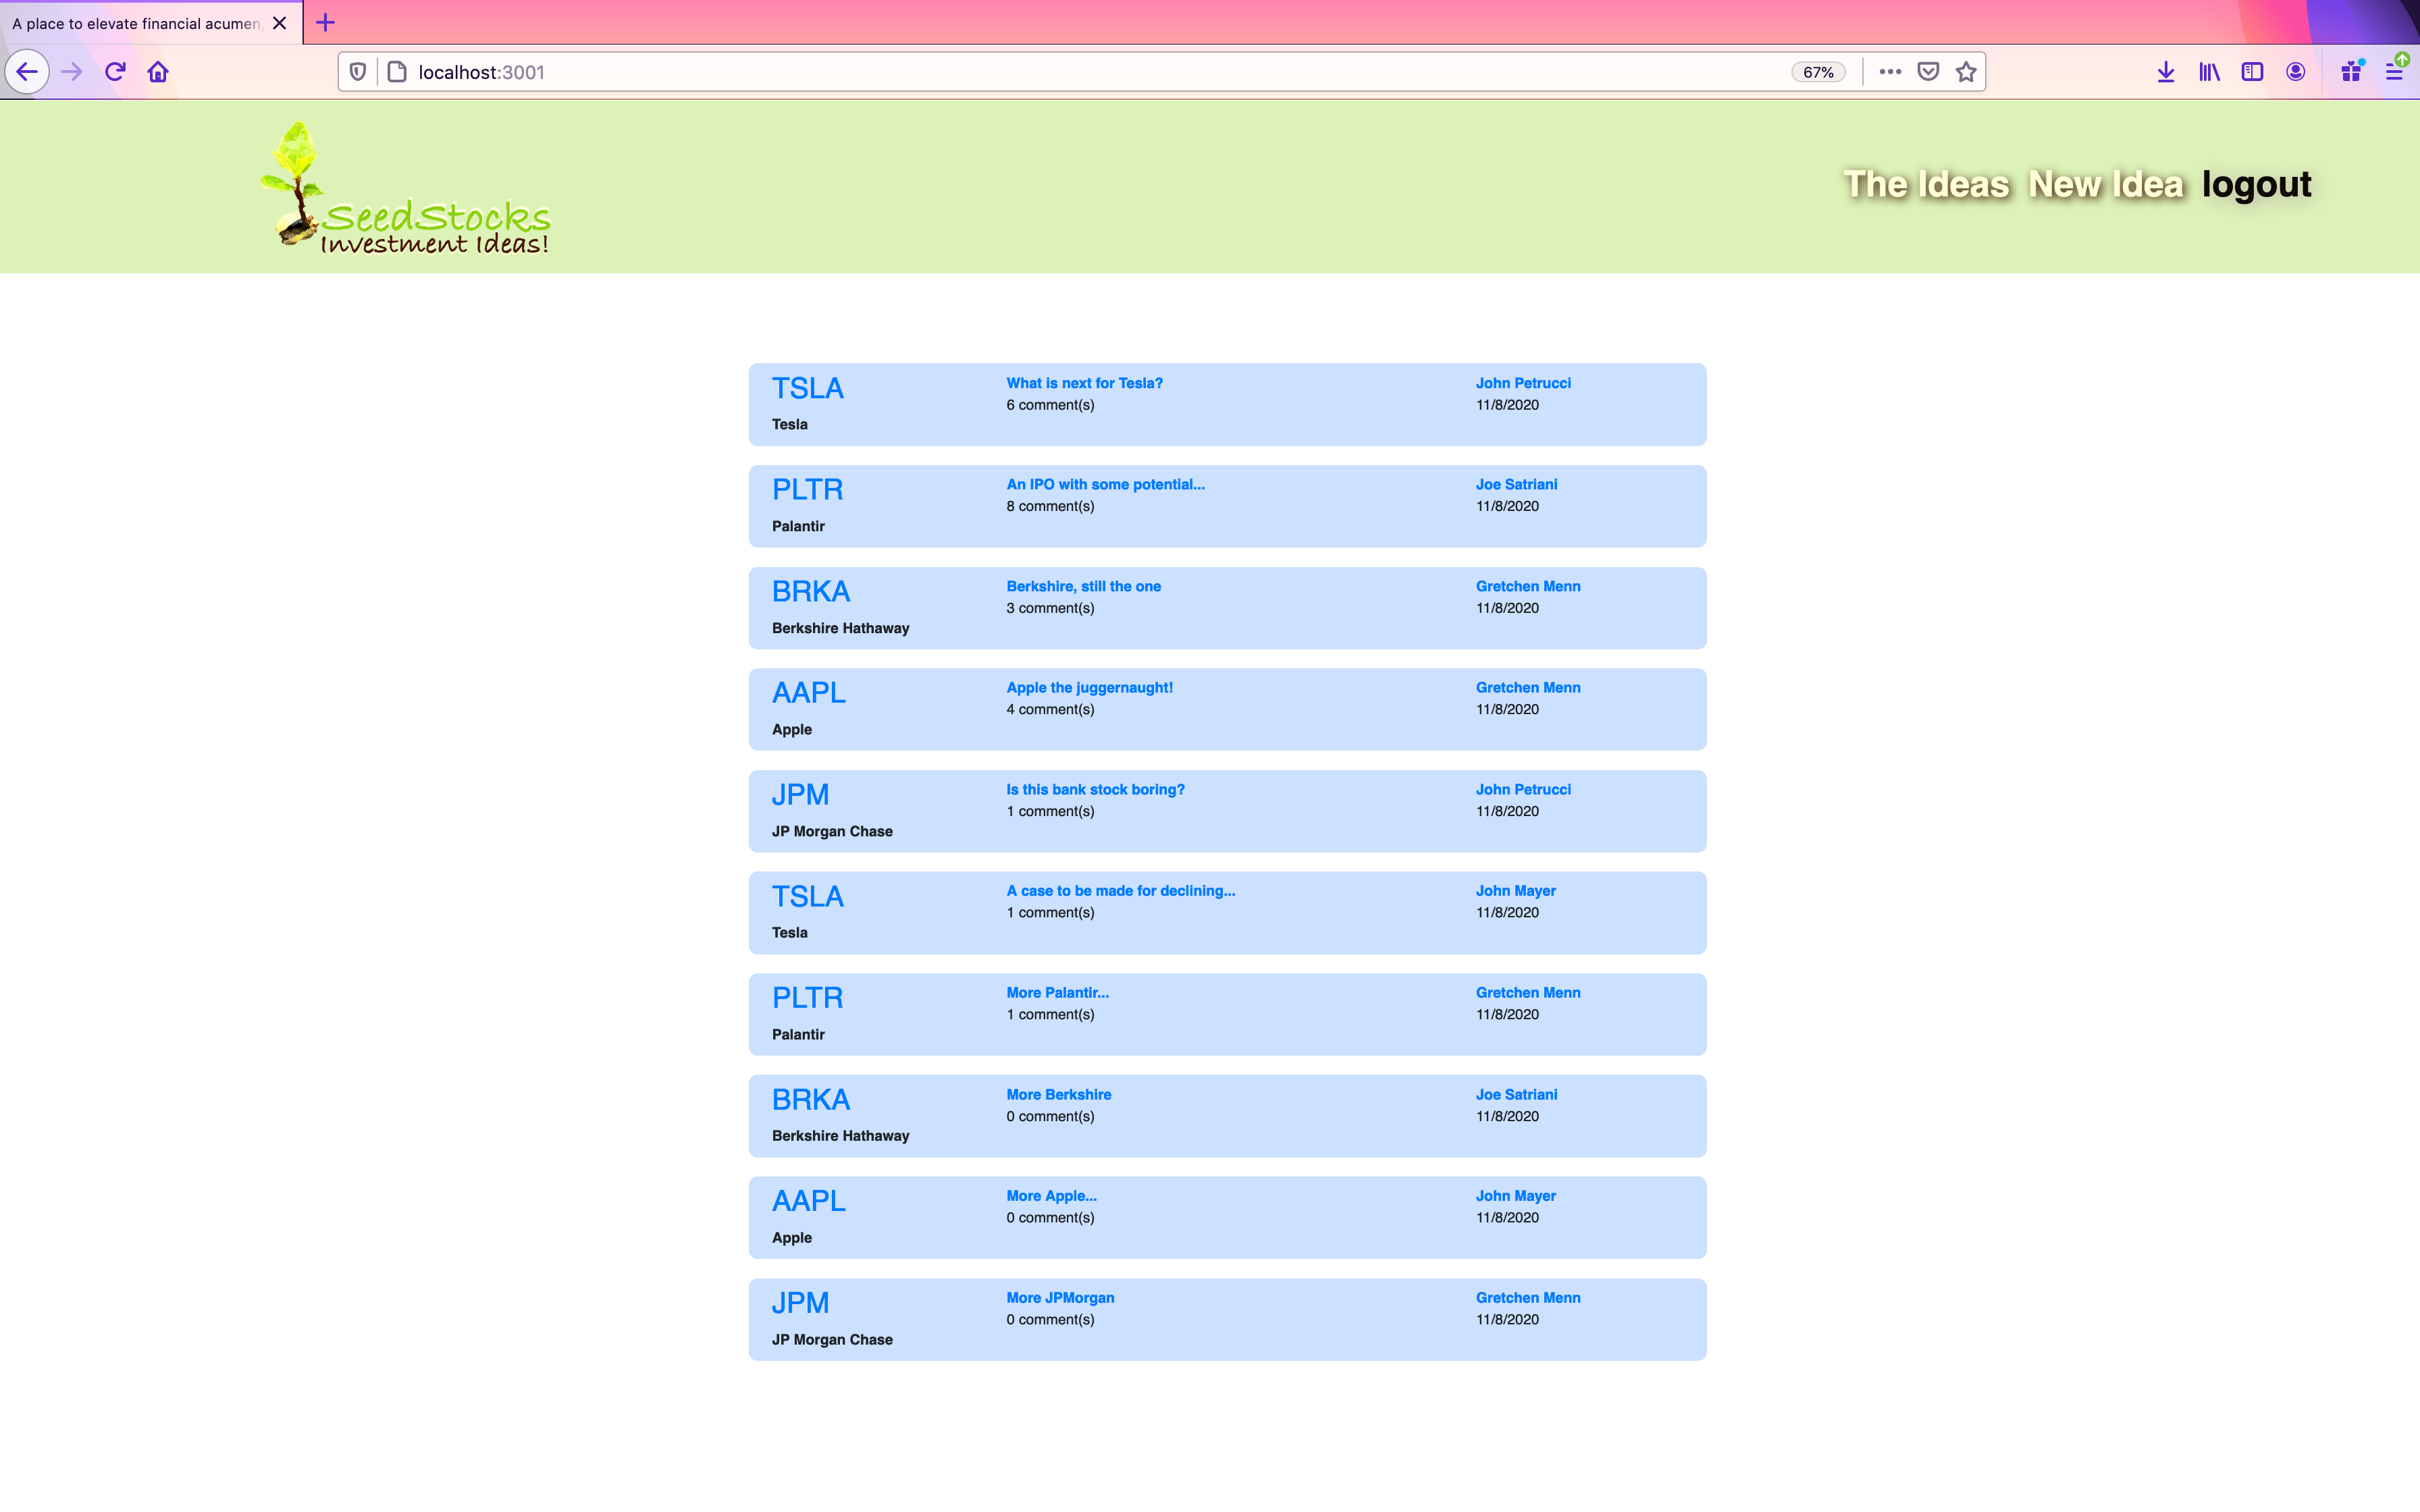 A place to elevate financial acumen,
localhost:3001
67%
SeedStocks
Investment Ideas!
The Ideas New Idea logout
TSLA
Tesla
What is next for Tesla?
6 comment(s)
John Petrucci
11/8/2020
PLTR
Palantir
An IPO with some potential...
8 comment(s)
Joe Satriani
11/8/2020
BRKA
Berkshire Hathaway
Berkshire, still the one
3 comment(s)
Gretchen Menn
11/8/2020
AAPL
Apple
Apple the juggernaught!
4 comment(s)
Gretchen Menn
11/8/2020
JPM
JP Morgan Chase
Is this bank stock boring?
1 comment(s)
John Petrucci
11/8/2020
TSLA
Tesla
A case to be made for declining...
1 comment(s)
John Mayer
11/8/2020
PLTR
Palantir
More Palantir...
1 comment(s)
Gretchen Menn
11/8/2020
BRKA
Berkshire Hathaway
More Berkshire
0 comment(s)
Joe Satriani
11/8/2020
AAPL
Apple
More Apple...
0 comment(s)
John Mayer
11/8/2020
JPM
JP Morgan Chase
More JPMorgan
0 comment(s)
Gretchen Menn
11/8/2020